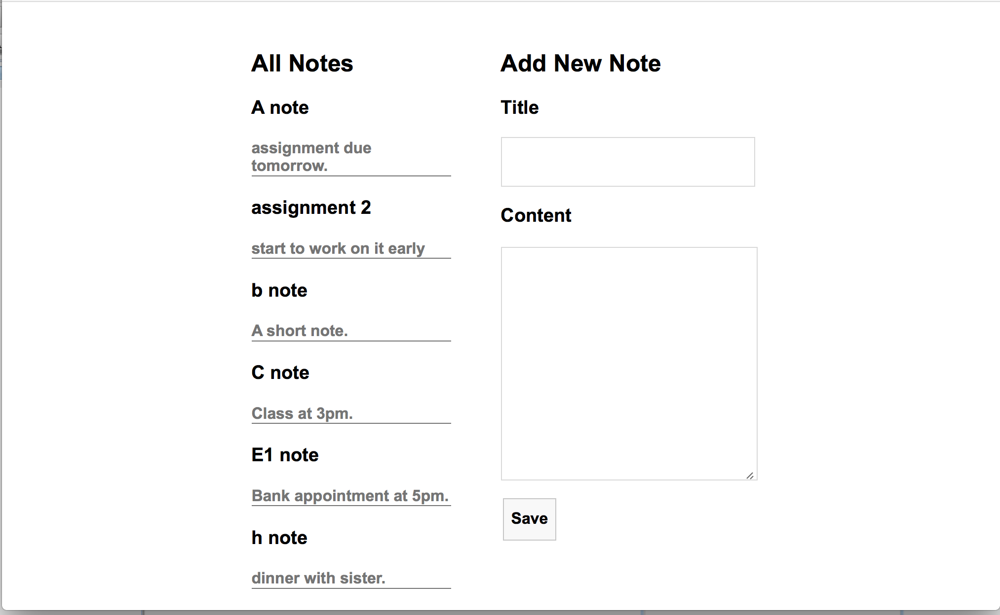 All Notes
A note
assignment due
tomorrow.
assignment 2
start to work on it early
b note
A short note.
C note
Class at 3pm.
E1 note
Bank appointment at 5pm.
h note
dinner with sister.
Add New Note
Title
Content
Save